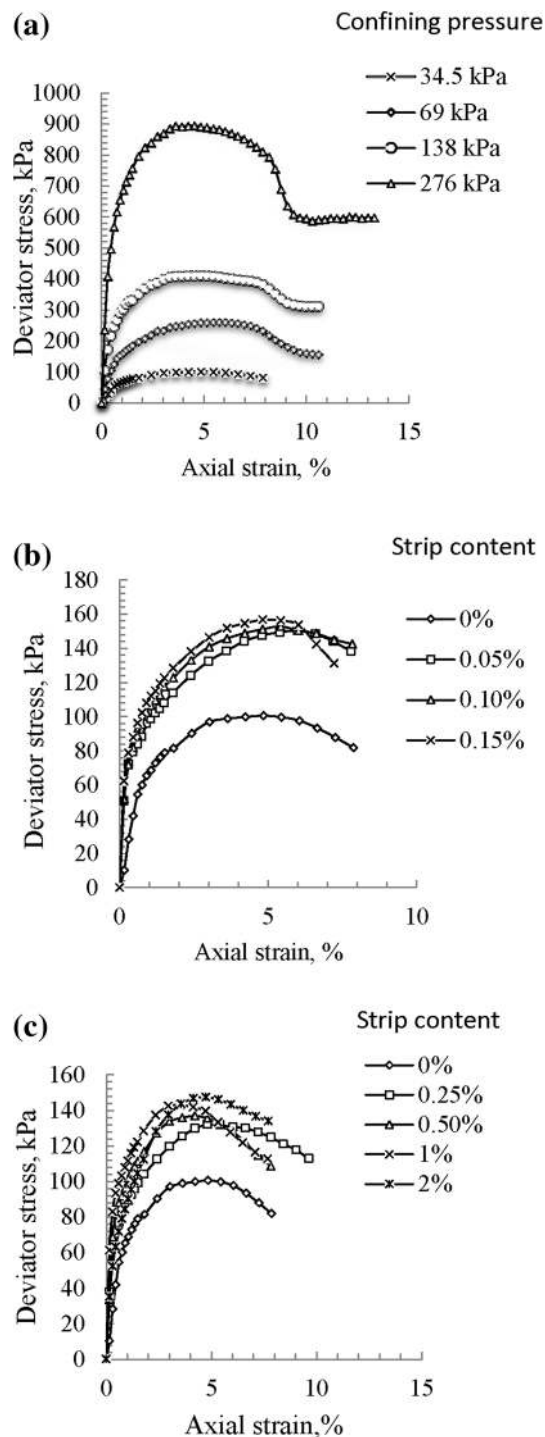 (a)
Confining pressure
34.5 kPa
69 kPa
138 kPa
276 kPa
1000
900
800
700
600
500
400
300
200
100
0
Deviator stress, kPa
0 5 10 15
Axial strain, %
(b)
Strip content
0%
0.05%
0.10%
0.15%
180
160
140
120
100
80
60
40
20
0
Deviator stress, kPa
0 5 10
Axial strain, %
(c)
Strip content
0%
0.25%
0.50%
1%
2%
160
140
120
100
80
60
40
20
0
Deviator stress, kPa
0 5 10 15
Axial strain,%